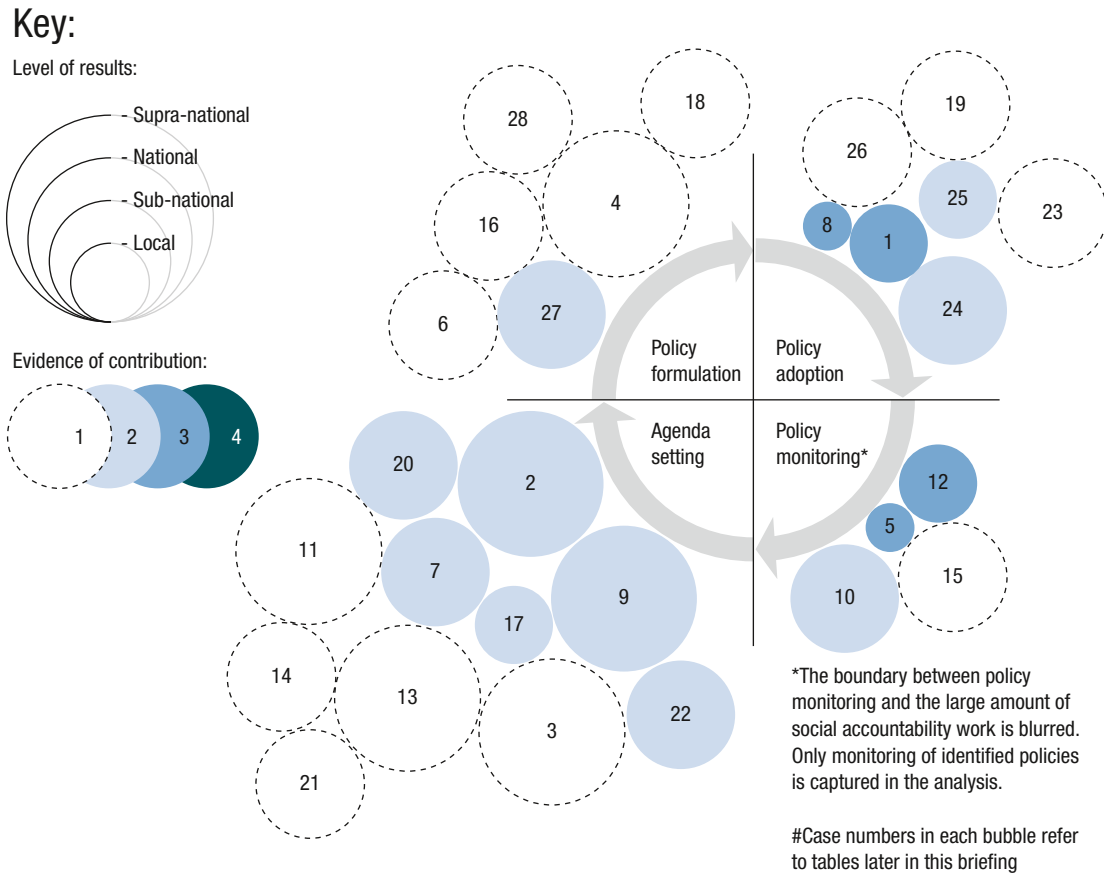 Key:
Level of results:
- Supra-national
- National
- Sub-national
- Local
Evidence of contribution:
1
2
3
4
28
18
4
16
6
27
19
26
25
23
8
1
24
Policy
formulation
Policy
adoption
Agenda
setting
Policy
monitoring*
20
2
11
7
9
17
14
13
3
22
21
12
5
10
15
*The boundary between policy
monitoring and the large amount of
social accountability work is blurred.
Only monitoring of identified policies
is captured in the analysis.
#Case numbers in each bubble refer
to tables later in this briefing